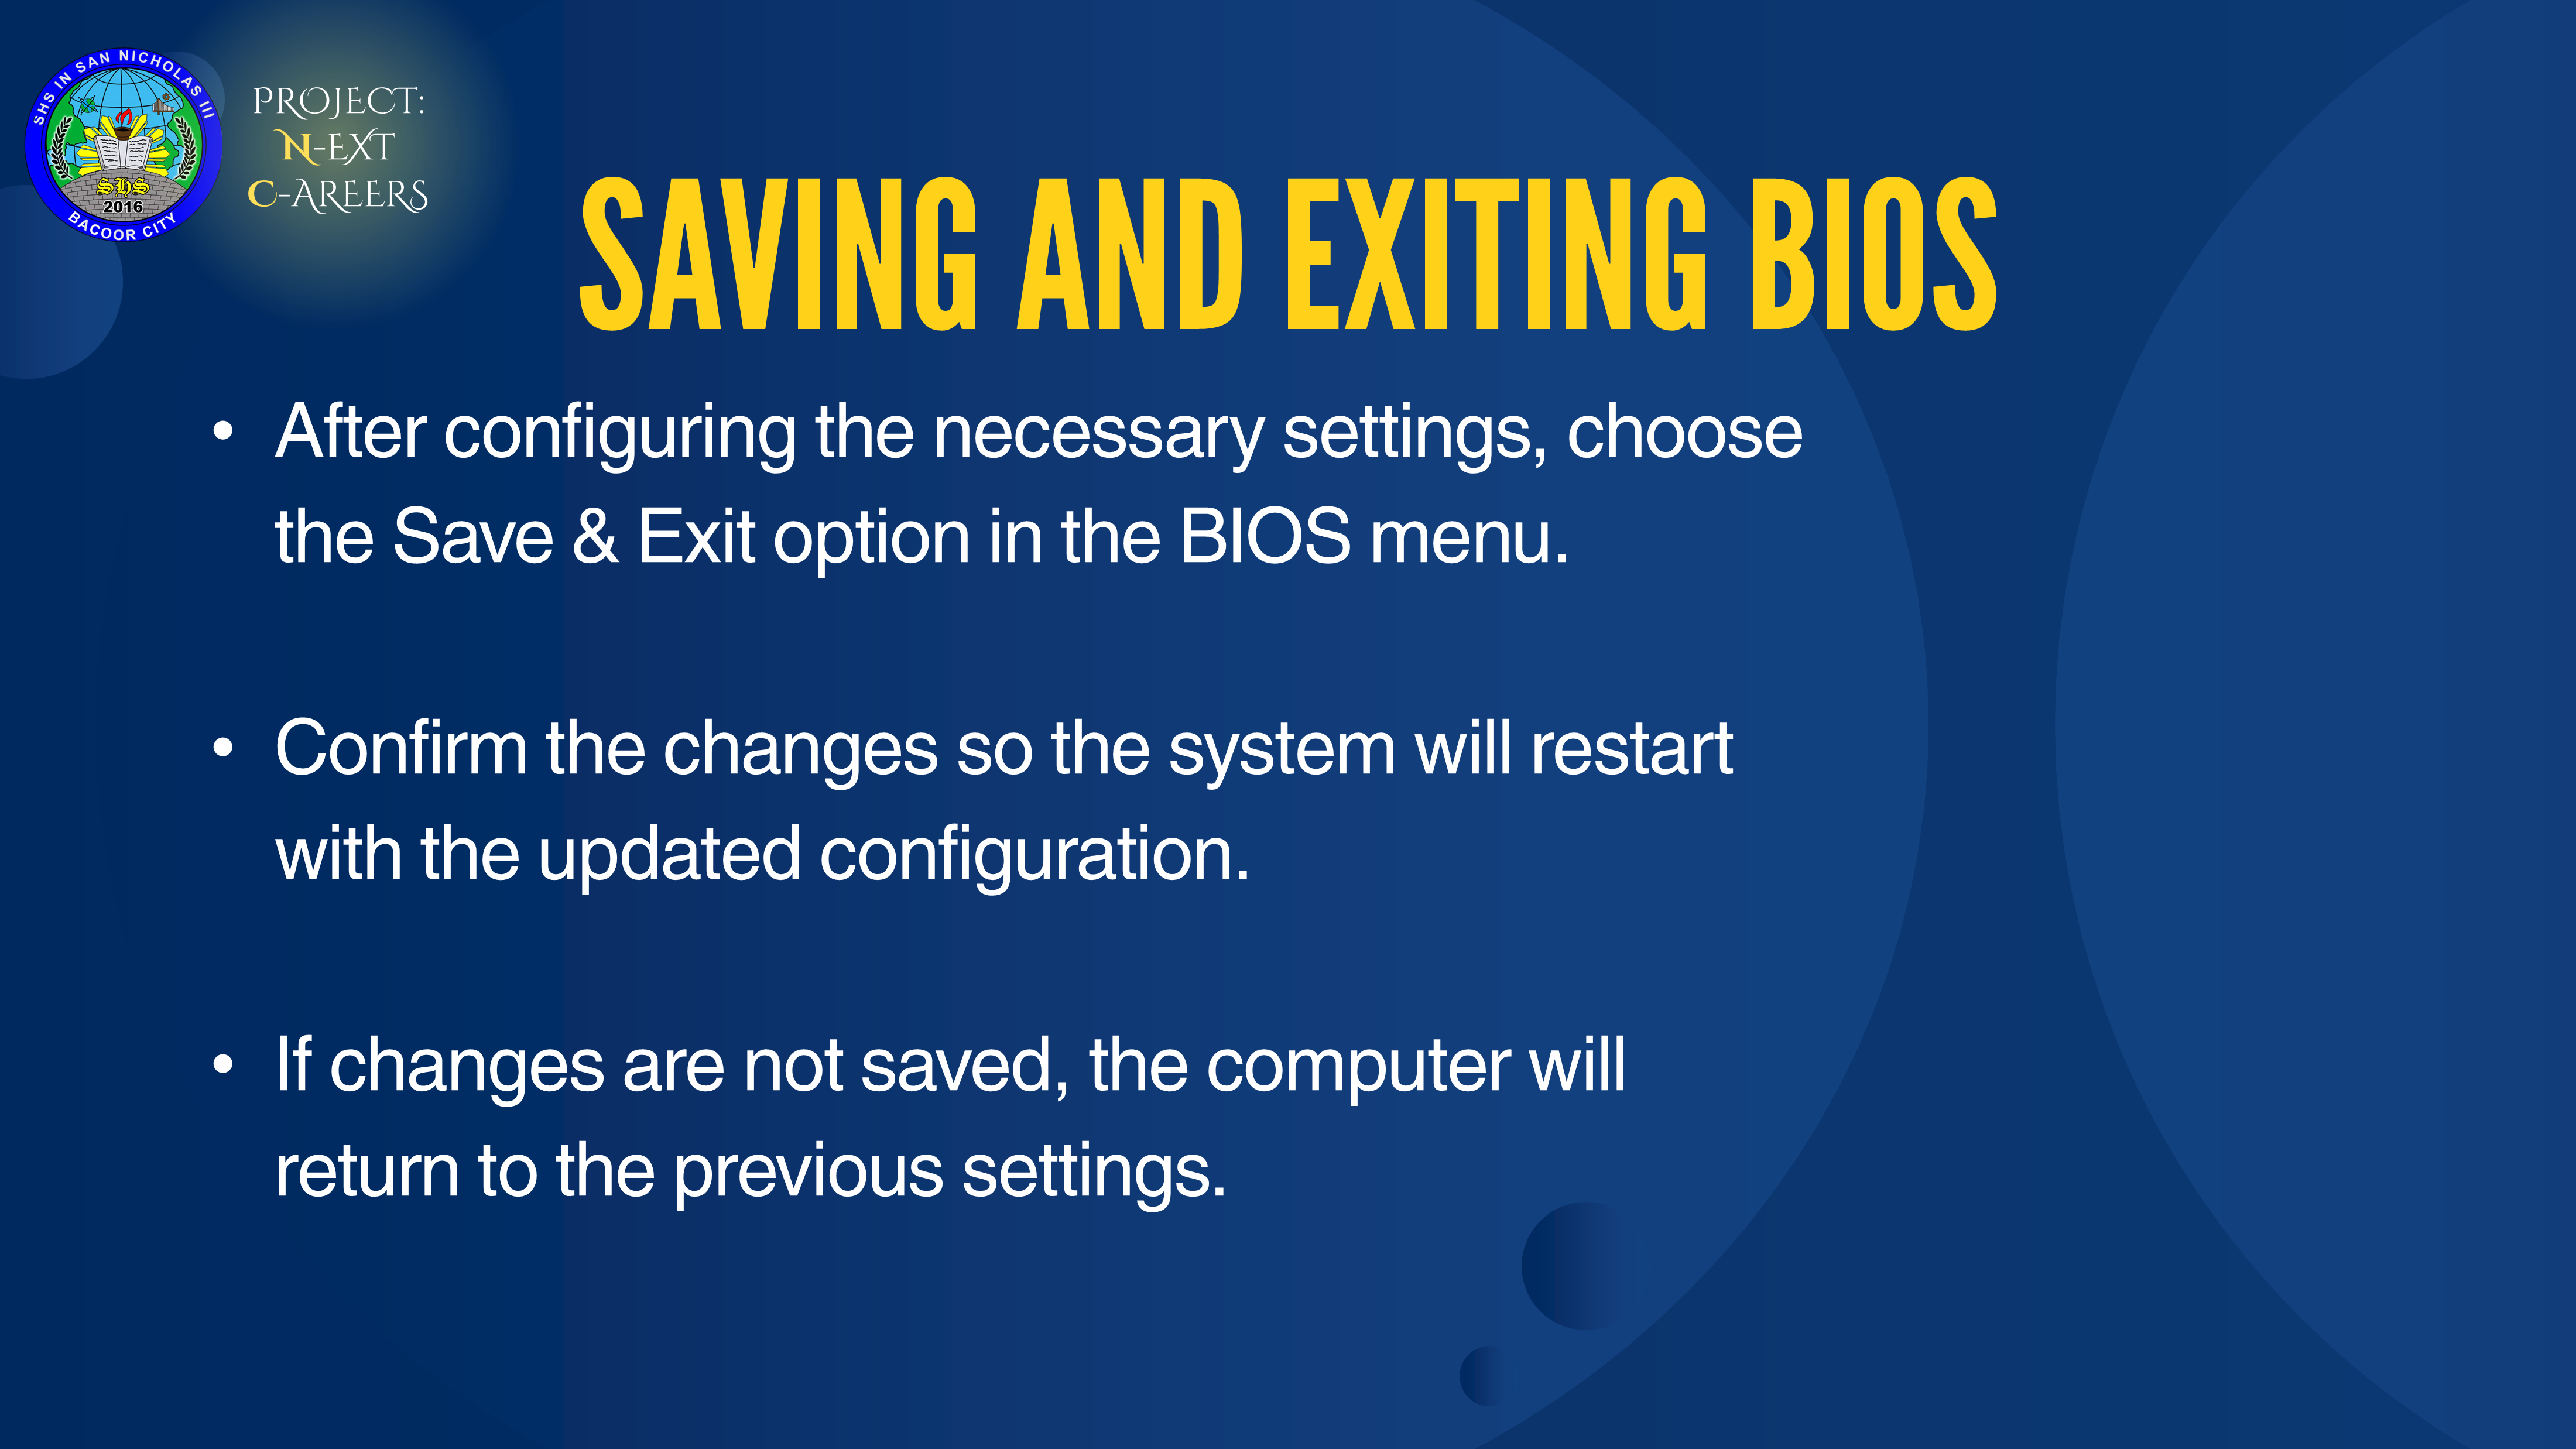 SHS IN SAN NICHOLAS III
SHS
2016
BACOOR CITY
PROJECT:
N-EXT
C-AREERS
SAVING AND EXITING BIOS
• After configuring the necessary settings, choose
the Save & Exit option in the BIOS menu.
• Confirm the changes so the system will restart
with the updated configuration.
• If changes are not saved, the computer will
return to the previous settings.